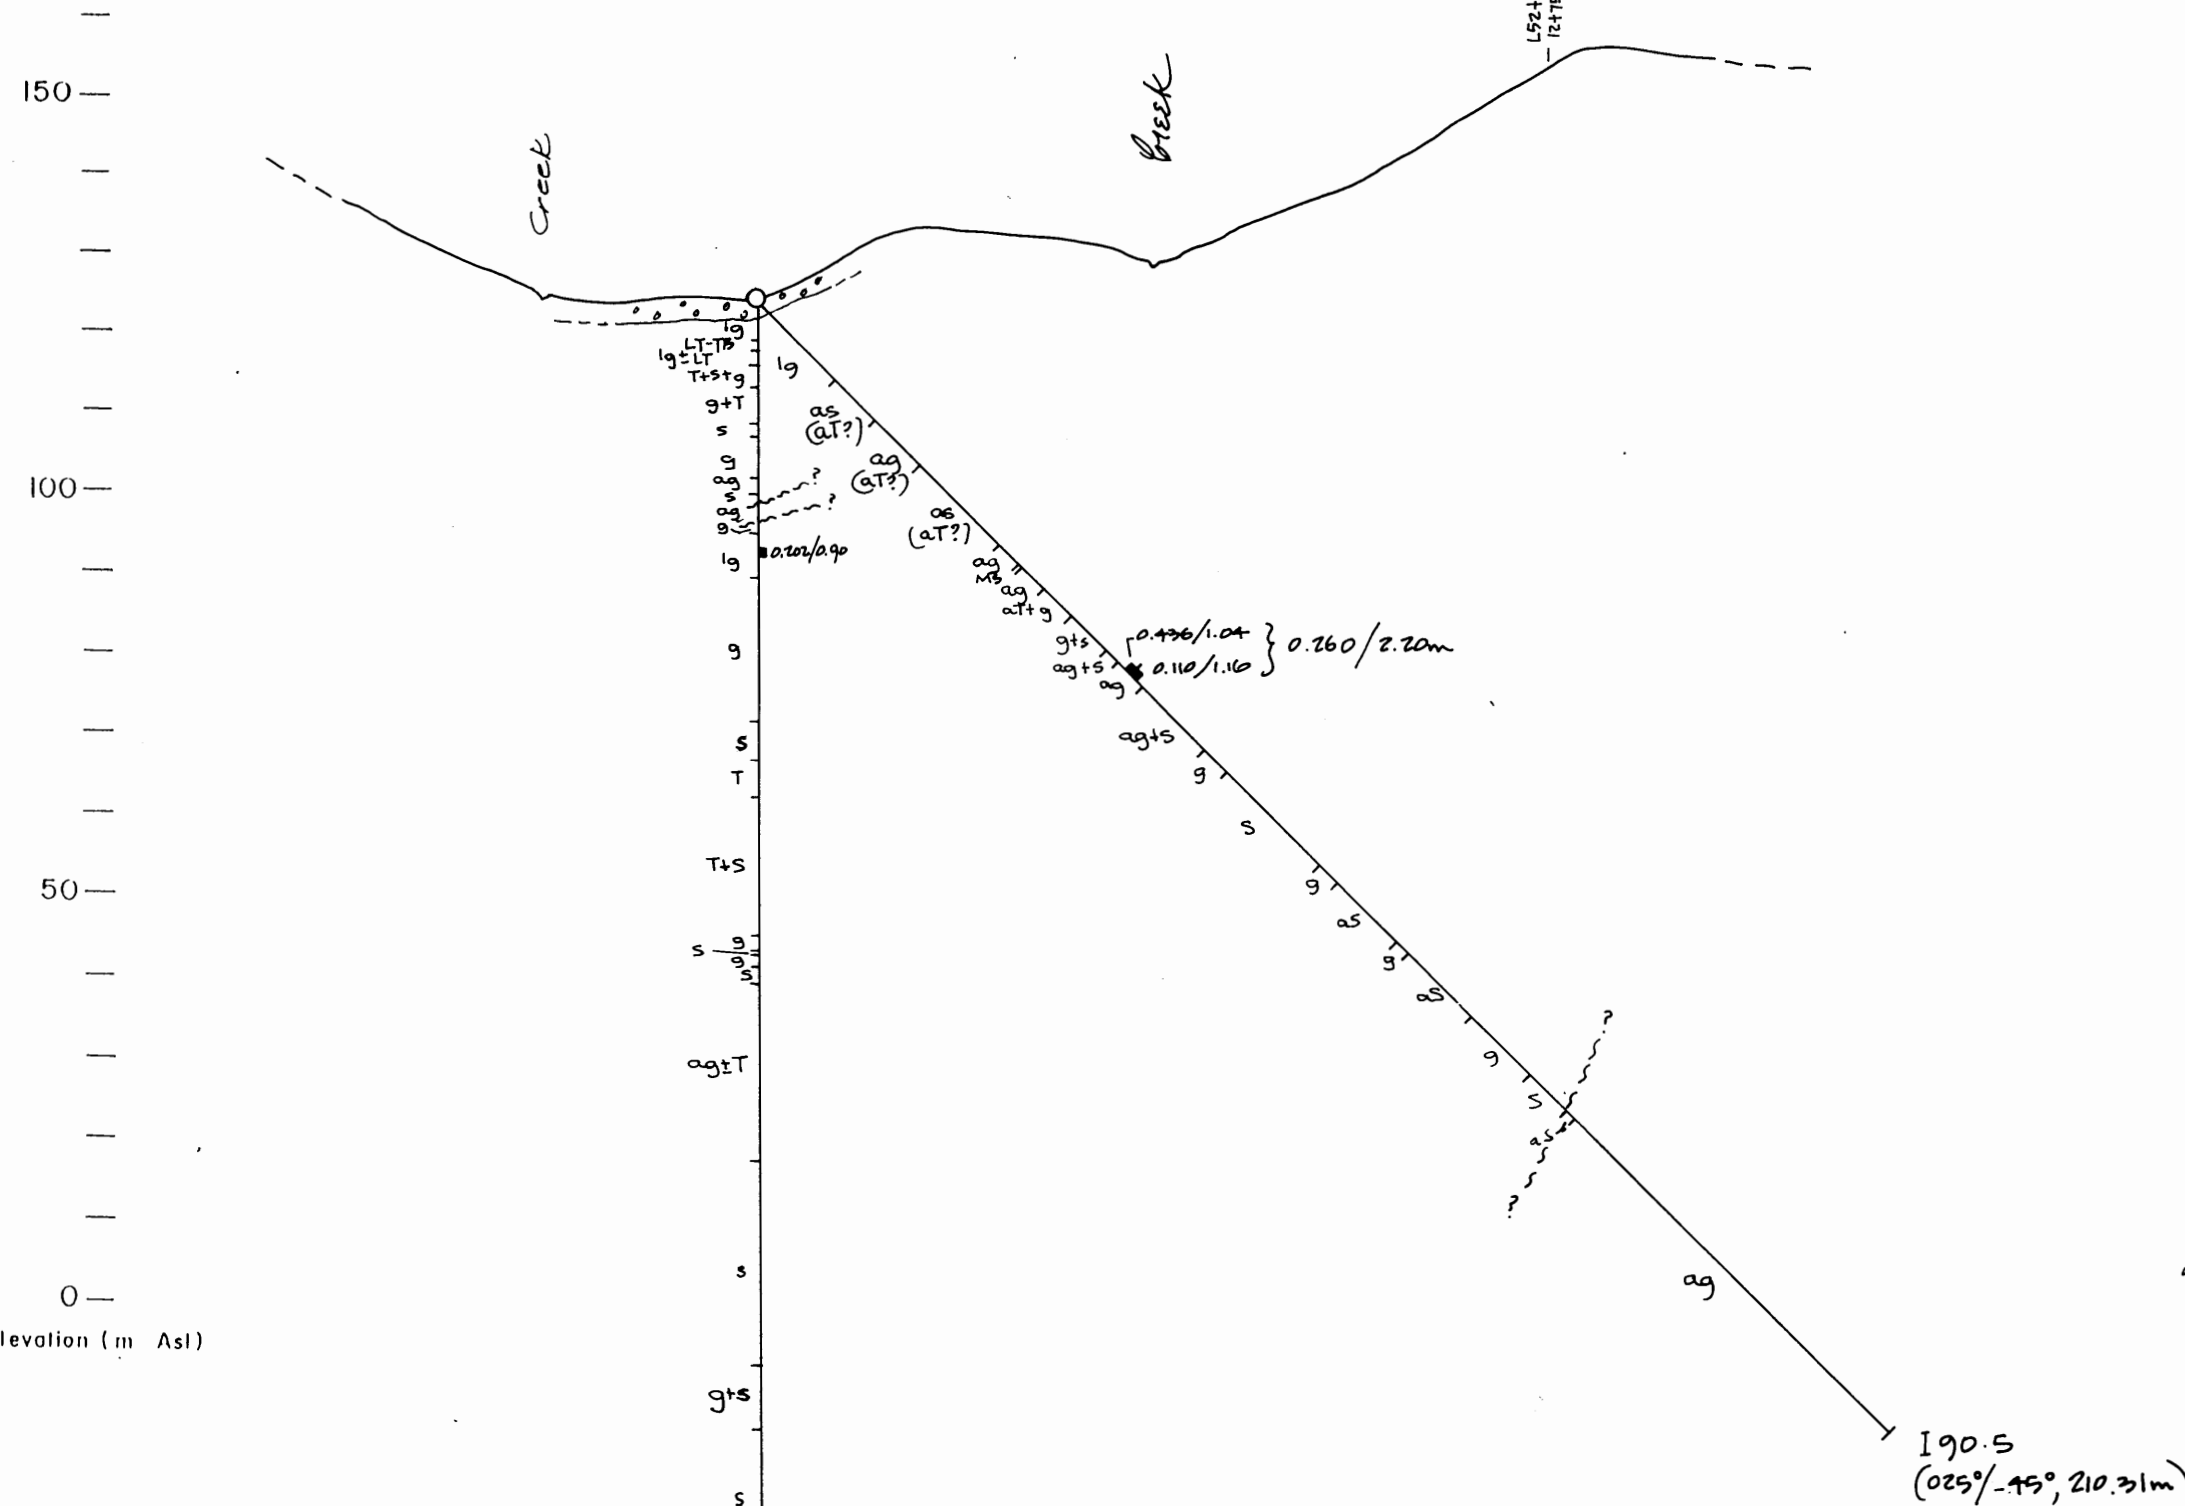 L52+
12+75
150
Creek
Creek
lg
LT-TB
lg±LT
T+s+g
lg
g+T
as
(aT?)
s
g
ag
(aT?)
100
ag
?
s
ag
?
g
as
(aT?)
0.202/0.90
lg
ag
MB
ag
aT+g
g
g+s
0.436/1.04
0.110/1.16
0.260/2.20m
ag+s
ag
s
ag+s
T
g
s
T+S
50
g
as
g
s
g
g
s
as
?
ag±T
g
s
as
?
s
ag
0
levation (m Asl)
g+s
I90.5
(025°/-45°, 210.31m)
s